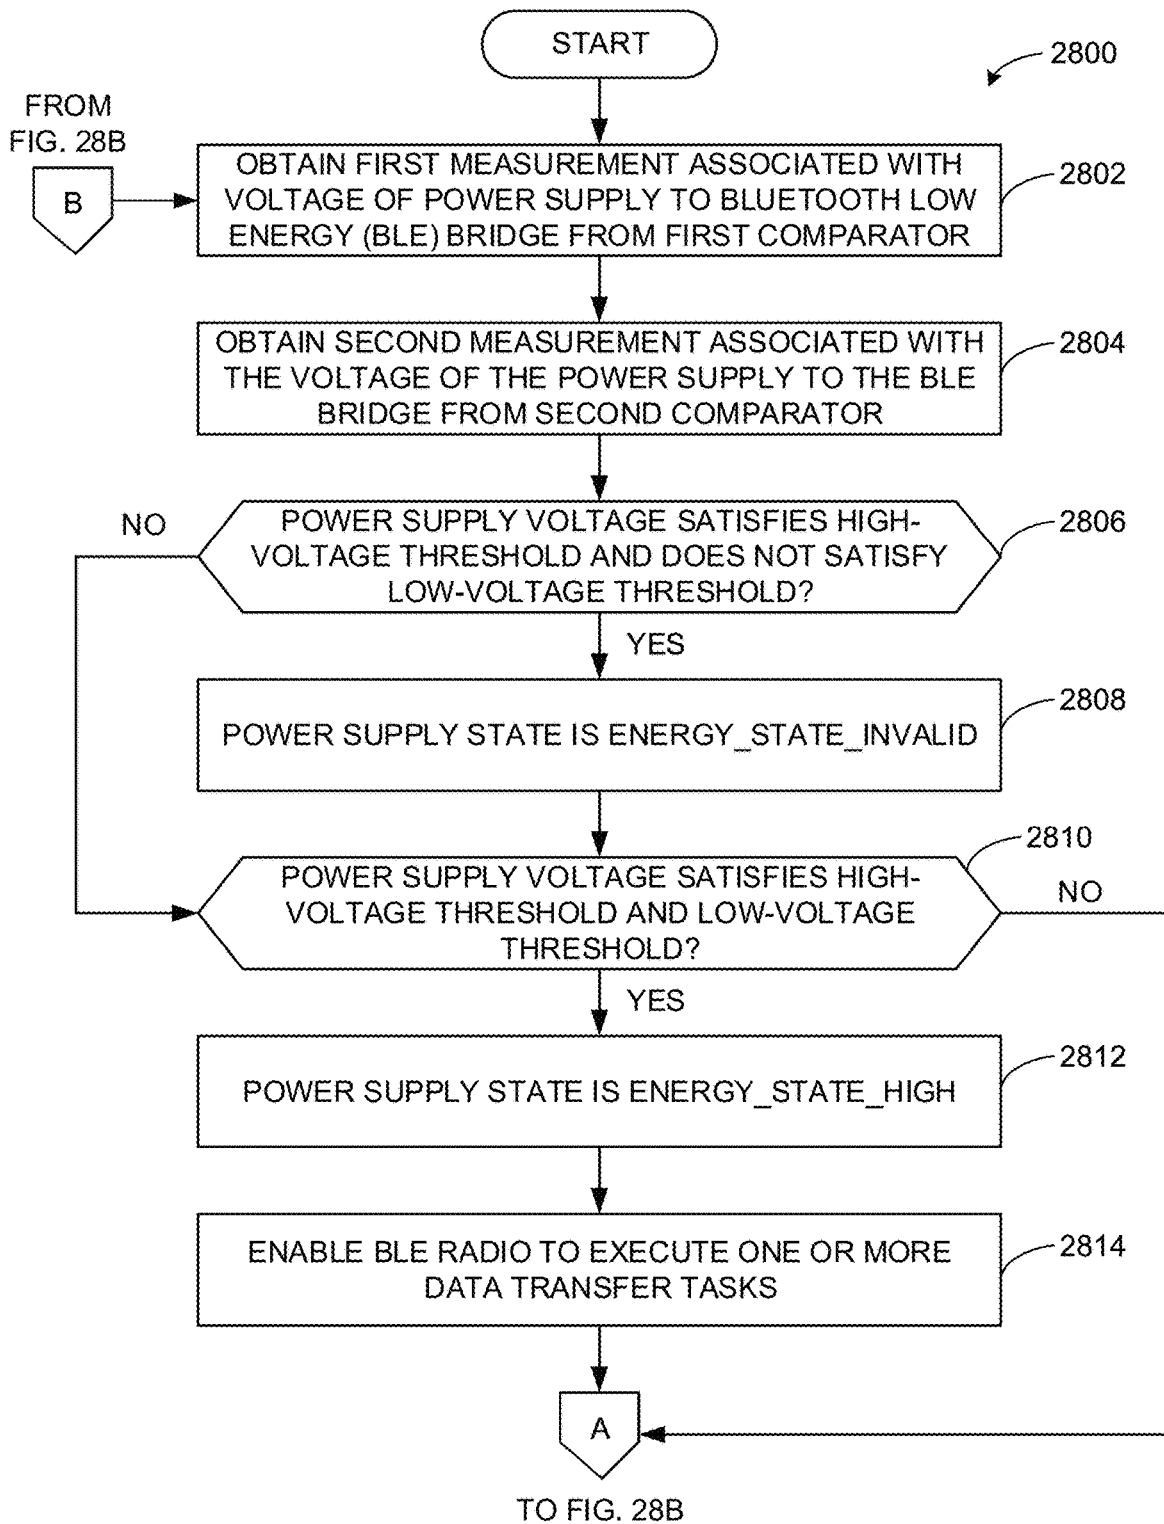 START
2800
FROM
FIG. 28B
B
OBTAIN FIRST MEASUREMENT ASSOCIATED WITH
VOLTAGE OF POWER SUPPLY TO BLUETOOTH LOW
ENERGY (BLE) BRIDGE FROM FIRST COMPARATOR
2802
OBTAIN SECOND MEASUREMENT ASSOCIATED WITH
THE VOLTAGE OF THE POWER SUPPLY TO THE BLE
BRIDGE FROM SECOND COMPARATOR
2804
NO
POWER SUPPLY VOLTAGE SATISFIES HIGH-
VOLTAGE THRESHOLD AND DOES NOT SATISFY
LOW-VOLTAGE THRESHOLD?
2806
YES
POWER SUPPLY STATE IS ENERGY_STATE_INVALID
2808
POWER SUPPLY VOLTAGE SATISFIES HIGH-
VOLTAGE THRESHOLD AND LOW-VOLTAGE
THRESHOLD?
2810
NO
YES
POWER SUPPLY STATE IS ENERGY_STATE_HIGH
2812
ENABLE BLE RADIO TO EXECUTE ONE OR MORE
DATA TRANSFER TASKS
2814
A
TO FIG. 28B